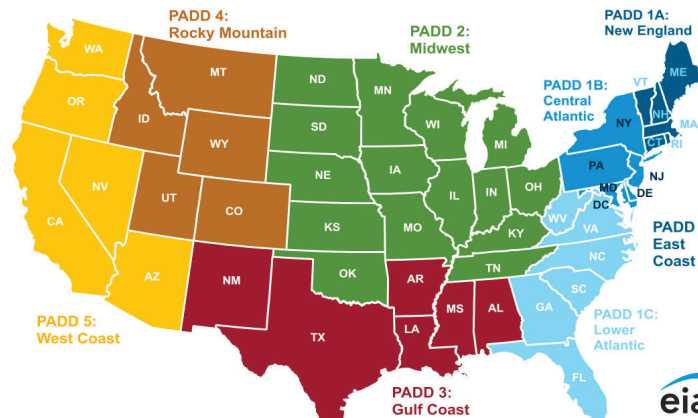 PADD 1A:
New England
PADD 4:
Rocky Mountain
PADD 2:
Midwest
PADD 1B:
Central
Atlantic
WA
MT
ND
MN
VT
ME
OR
ID
SD
WI
MI
NY
NH
MA
WY
CT
RI
NE
IA
PA
NJ
NV
UT
CO
IL
IN
OH
MD
DE
DC
CA
KS
MO
WV
VA
KY
PADD
East
Coast
AZ
NM
OK
AR
TN
NC
SC
TX
LA
MS
AL
GA
PADD 1C:
Lower
Atlantic
PADD 5:
West Coast
FL
PADD 3:
Gulf Coast
eia